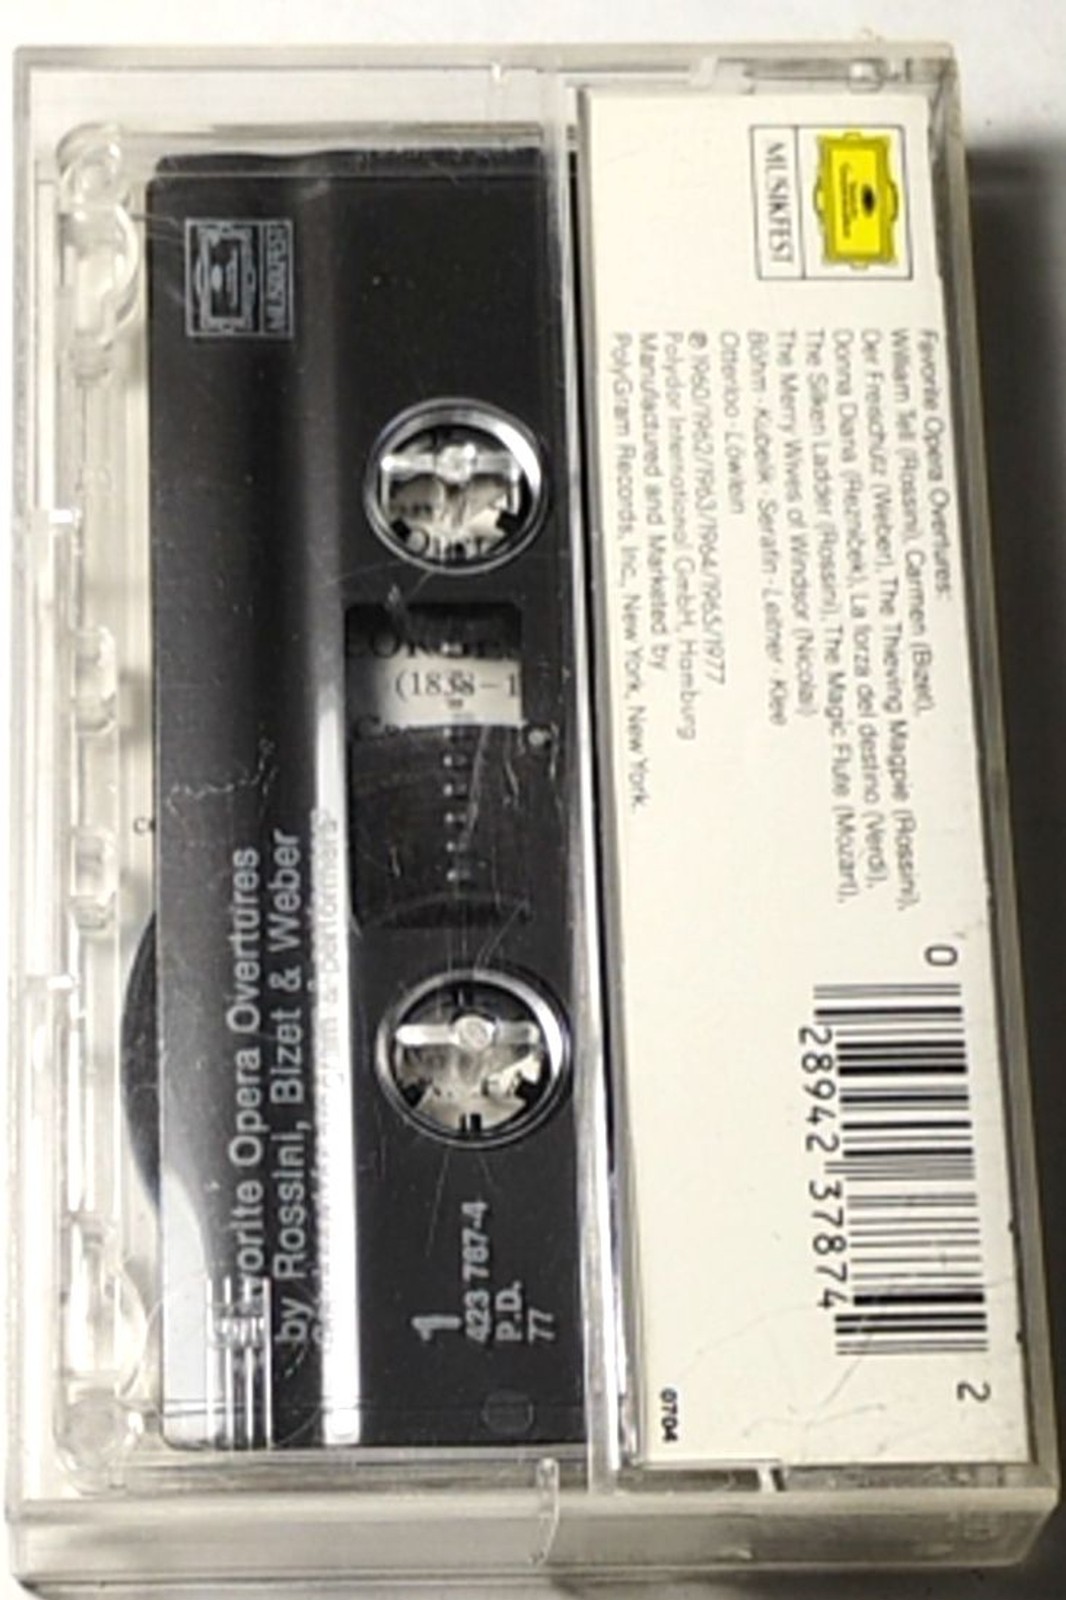 MUSIKFEST
Favorite Opera Overtures:
William Tell (Rossini), Carmen (Bizet),
Der Freischütz (Weber), The Thieving Magpie (Rossini),
Donna Diana (Rezniček), La forza del destino (Verdi),
The Silken Ladder (Rossini), The Magic Flute (Mozart),
The Merry Wives of Windsor (Nicolai)
Böhm · Kubelik · Serafin · Leitner · Klee
Otterloo · Löwlein
℗ 1960/1962/1963/1964/1965/1977
Polydor International GmbH, Hamburg
Manufactured and Marketed by
PolyGram Records, Inc., New York, New York.
0 28942 37874 2
0704
MUSIKFEST
vorite Opera Overtures
by Rossini, Bizet & Weber
& performers
(1838–1
1
423 787-4
P.D.
77